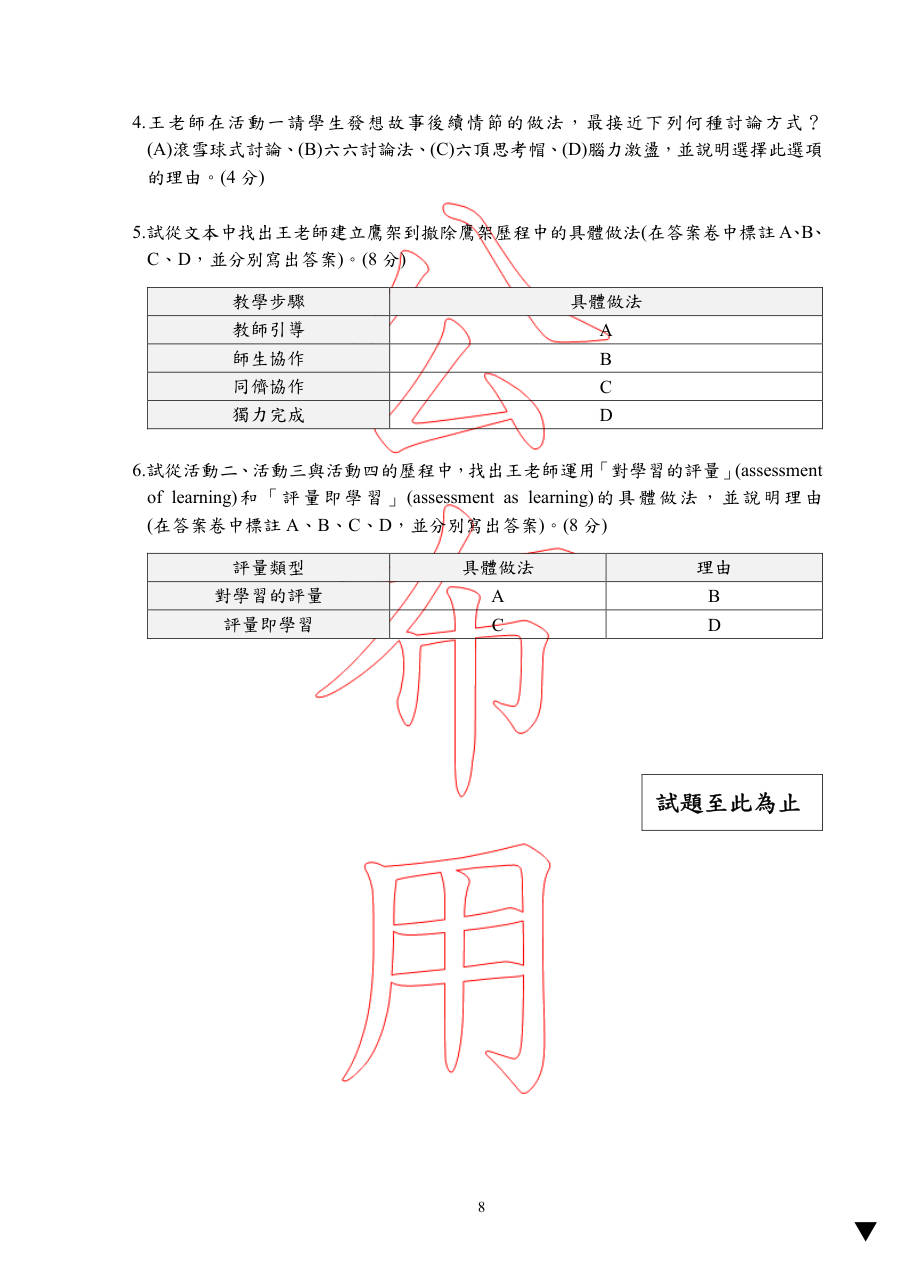 4.王老師在活動一請學生發想故事後續情節的做法，最接近下列何種討論方式？
(A)滾雪球式討論、(B)六六討論法、(C)六頂思考帽、(D)腦力激盪，並說明選擇此選項
的理由。(4 分)
5.試從文本中找出王老師建立鷹架到撤除鷹架歷程中的具體做法(在答案卷中標註 A、B、
C、D，並分別寫出答案)。(8 分)
教學步驟 具體做法
教師引導 A
師生協作 B
同儕協作 C
獨力完成 D
6.試從活動二、活動三與活動四的歷程中，找出王老師運用「對學習的評量」(assessment
of learning)和「評量即學習」(assessment as learning)的具體做法，並說明理由
(在答案卷中標註 A、B、C、D，並分別寫出答案)。(8 分)
評量類型 具體做法 理由
對學習的評量 A B
評量即學習 C D
試題至此為止
公
布
用
8